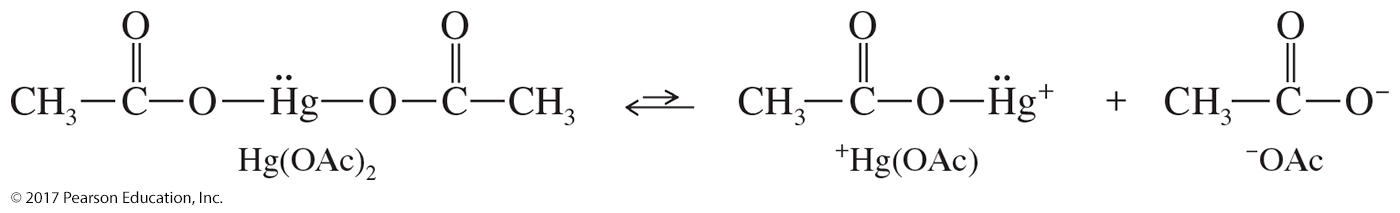 O O O O
CH₃—C—O—Hg—O—C—CH₃ ⇌ CH₃—C—O—Hg⁺ + CH₃—C—O⁻
Hg(OAc)₂ ⁺Hg(OAc) ⁻OAc
© 2017 Pearson Education, Inc.